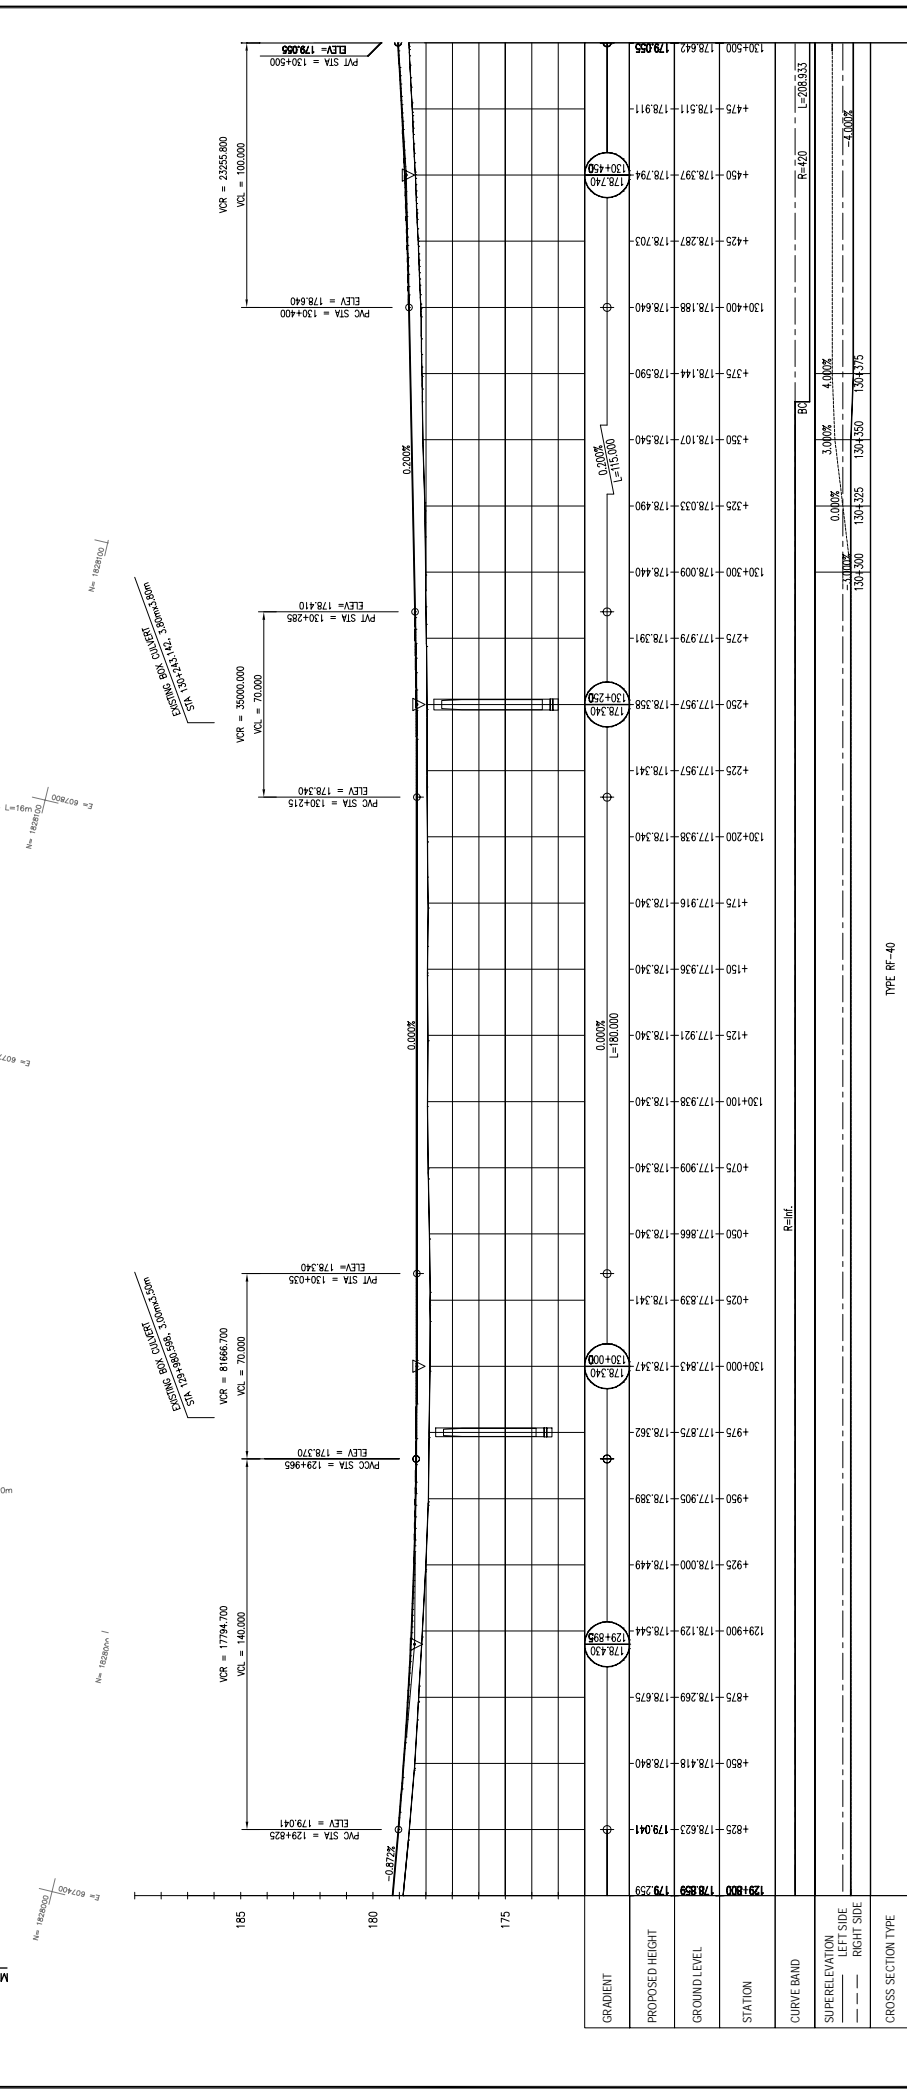 N= 1828000
E= 607400
N= 1828000
0m
E= 607
L=16m
N= 1828100
E= 607800
N= 1828100
M
EXISTING BOX CULVERT
STA 129+980.598, 3.00mx3.50m
EXISTING BOX CULVERT
STA 130+243.142, 3.80mx3.80m
VCR = 17794.700
VCL = 140.000
VCR = 81666.700
VCL = 70.000
VCR = 35000.000
VCL = 70.000
VCR = 23255.800
VCL = 100.000
PVC STA = 129+825
ELEV = 179.041
PVCC STA = 129+965
ELEV = 178.370
PVT STA = 130+035
ELEV= 178.340
PVC STA = 130+215
ELEV = 178.340
PVT STA = 130+285
ELEV= 178.410
PVC STA = 130+400
ELEV = 178.640
PVT STA = 130+500
ELEV= 179.055
-0.872%
0.000%
0.200%
185
180
175
GRADIENT
129+895
178.430
130+000
178.340
0.000%
L=180.000
130+250
178.340
0.200%
L=115.000
130+450
178.740
PROPOSED HEIGHT
179.259 179.041 178.840 178.675 178.544 178.449 178.389 178.362 178.347 178.341 178.340 178.340 178.340 178.340 178.340 178.340 178.340 178.341 178.358 178.391 178.440 178.490 178.540 178.590 178.640 178.703 178.794 178.911 179.055
GROUND LEVEL
178.859 178.623 178.418 178.269 178.129 178.000 177.905 177.875 177.843 177.839 177.866 177.909 177.938 177.921 177.936 177.916 177.938 177.957 177.957 177.979 178.009 178.033 178.107 178.144 178.188 178.287 178.397 178.511 178.642
STATION
129+800 +825 +850 +875 129+900 +925 +950 +975 130+000 +025 +050 +075 130+100 +125 +150 +175 130+200 +225 +250 +275 130+300 +325 +350 +375 130+400 +425 +450 +475 130+500
CURVE BAND
R=Inf.
BC
R=420
L=208.933
SUPERELEVATION
LEFT SIDE
RIGHT SIDE
-3.000%
0.000%
3.000%
4.000%
-4.000%
130+300
130+325
130+350
130+375
CROSS SECTION TYPE
TYPE RF-40